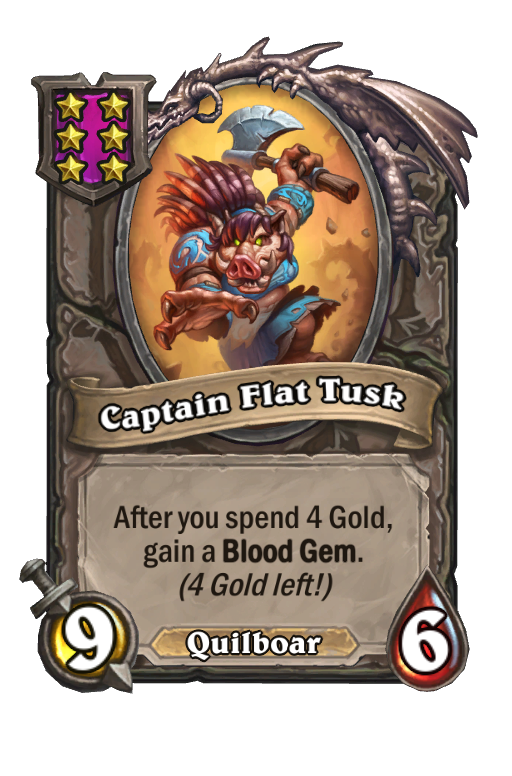 Captain Flat Tusk
After you spend 4 Gold,
gain a Blood Gem.
(4 Gold left!)
9
Quilboar
6